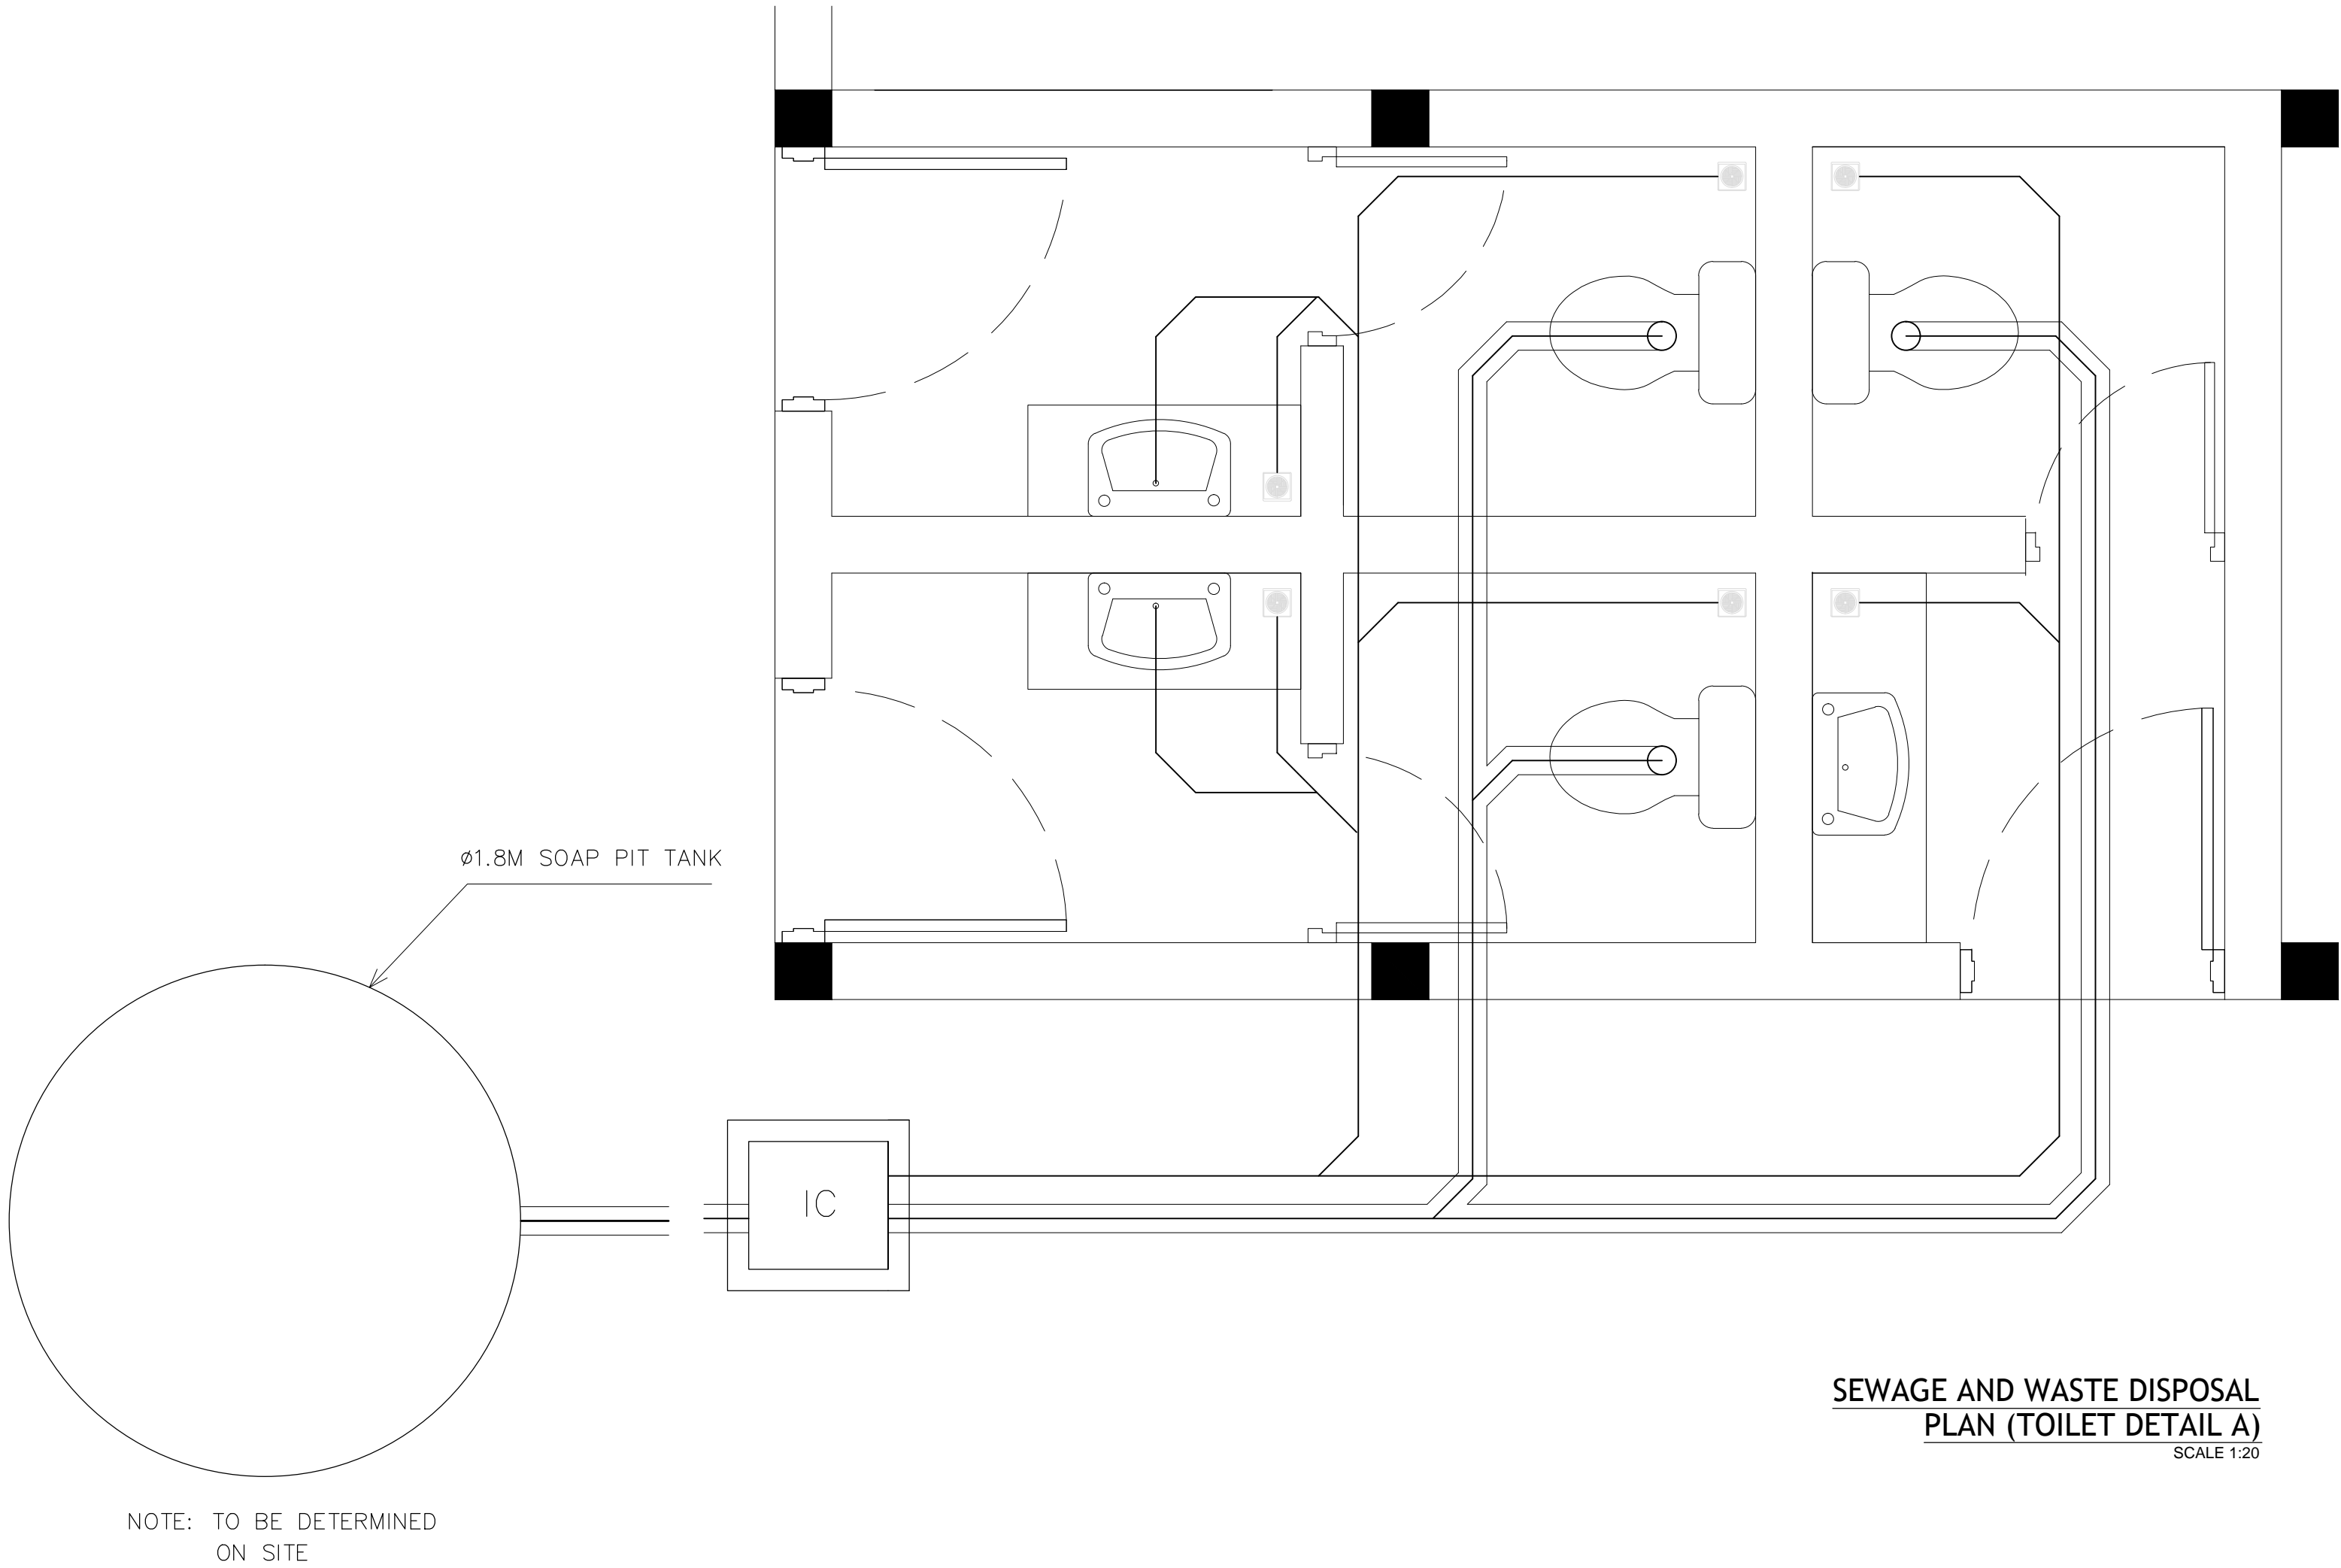 ø1.8M SOAP PIT TANK
IC
SEWAGE AND WASTE DISPOSAL
PLAN (TOILET DETAIL A)
SCALE 1:20
NOTE: TO BE DETERMINED
ON SITE